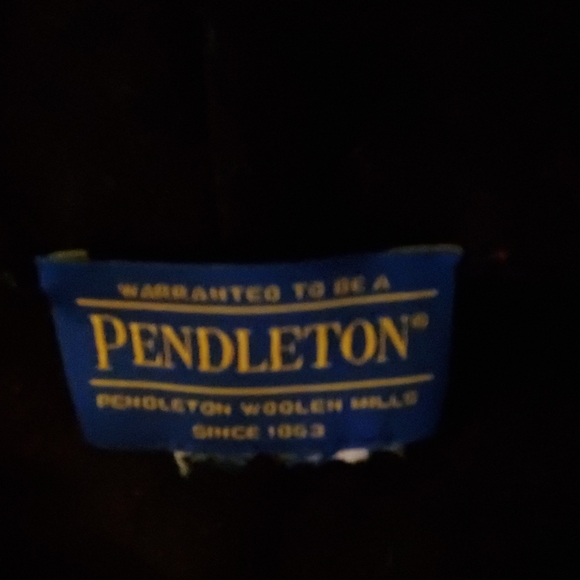 WARRANTED TO BE A
PENDLETON®
PENDLETON WOOLEN MILLS
SINCE 1863